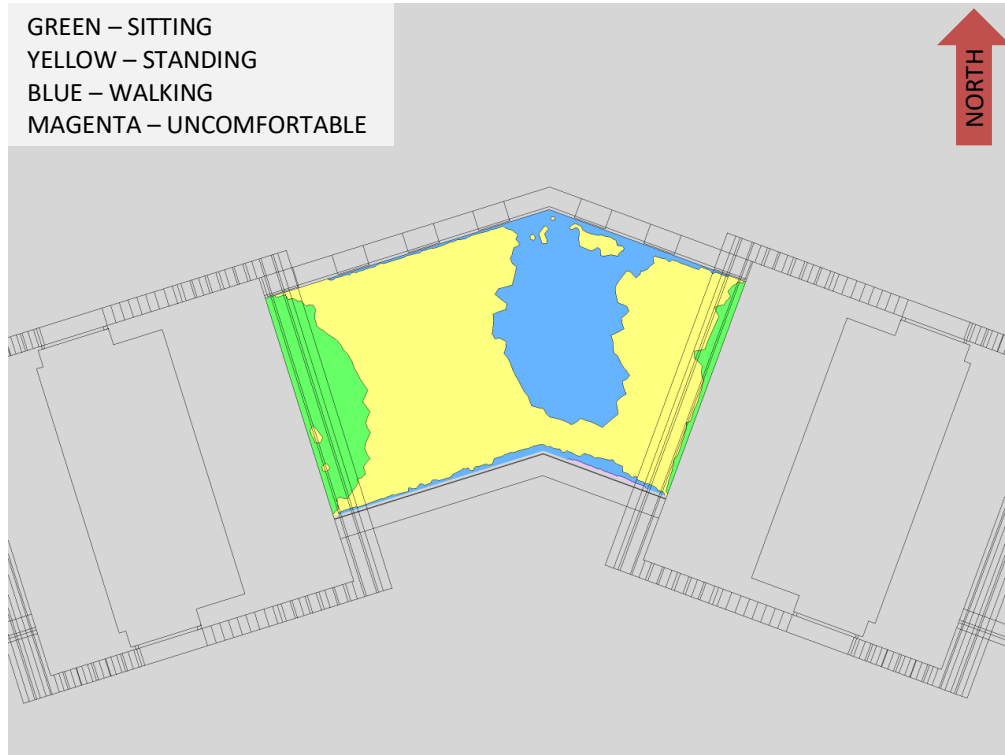 GREEN – SITTING
YELLOW – STANDING
BLUE – WALKING
MAGENTA – UNCOMFORTABLE
NORTH